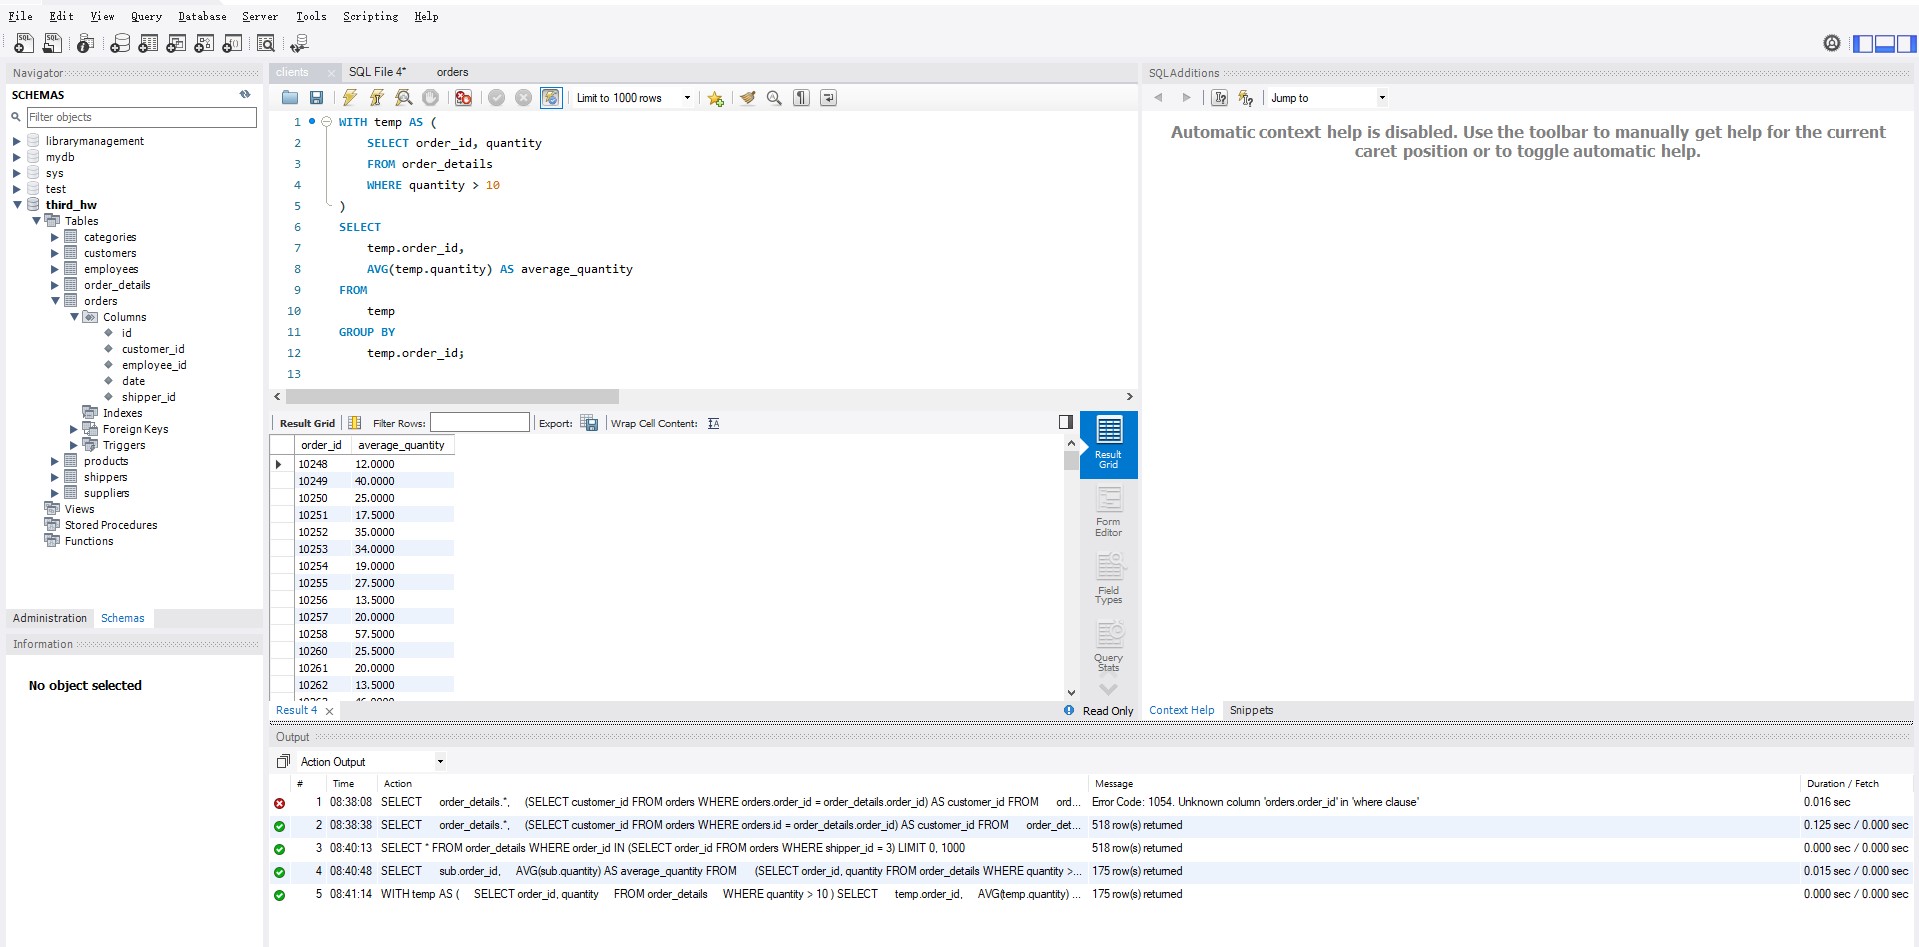 File Edit View Query Database Server Tools Scripting Help
Navigator
SCHEMAS
Filter objects
librarymanagement
mydb
sys
test
third_hw
Tables
categories
customers
employees
order_details
orders
Columns
id
customer_id
employee_id
date
shipper_id
Indexes
Foreign Keys
Triggers
products
shippers
suppliers
Views
Stored Procedures
Functions
Administration Schemas
Information
No object selected
clients SQL File 4* orders
Limit to 1000 rows
1 WITH temp AS (
2 SELECT order_id, quantity
3 FROM order_details
4 WHERE quantity > 10
5 )
6 SELECT
7 temp.order_id,
8 AVG(temp.quantity) AS average_quantity
9 FROM
10 temp
11 GROUP BY
12 temp.order_id;
13
Result Grid Filter Rows: Export: Wrap Cell Content:
order_id average_quantity
10248 12.0000
10249 40.0000
10250 25.0000
10251 17.5000
10252 35.0000
10253 34.0000
10254 19.0000
10255 27.5000
10256 13.5000
10257 20.0000
10258 57.5000
10260 25.5000
10261 20.0000
10262 13.5000
Result
Grid
Form
Editor
Field
Types
Query
Stats
Result 4
Read Only
SQLAdditions
Jump to
Automatic context help is disabled. Use the toolbar to manually get help for the current
caret position or to toggle automatic help.
Context Help Snippets
Output
Action Output
# Time Action Message Duration / Fetch
1 08:38:08 SELECT order_details.*, (SELECT customer_id FROM orders WHERE orders.order_id = order_details.order_id) AS customer_id FROM ord... Error Code: 1054. Unknown column 'orders.order_id' in 'where clause' 0.016 sec
2 08:38:38 SELECT order_details.*, (SELECT customer_id FROM orders WHERE orders.id = order_details.order_id) AS customer_id FROM order_det... 518 row(s) returned 0.125 sec / 0.000 sec
3 08:40:13 SELECT * FROM order_details WHERE order_id IN (SELECT order_id FROM orders WHERE shipper_id = 3) LIMIT 0, 1000 518 row(s) returned 0.000 sec / 0.000 sec
4 08:40:48 SELECT sub.order_id, AVG(sub.quantity) AS average_quantity FROM (SELECT order_id, quantity FROM order_details WHERE quantity >... 175 row(s) returned 0.015 sec / 0.000 sec
5 08:41:14 WITH temp AS ( SELECT order_id, quantity FROM order_details WHERE quantity > 10 ) SELECT temp.order_id, AVG(temp.quantity) ... 175 row(s) returned 0.000 sec / 0.000 sec